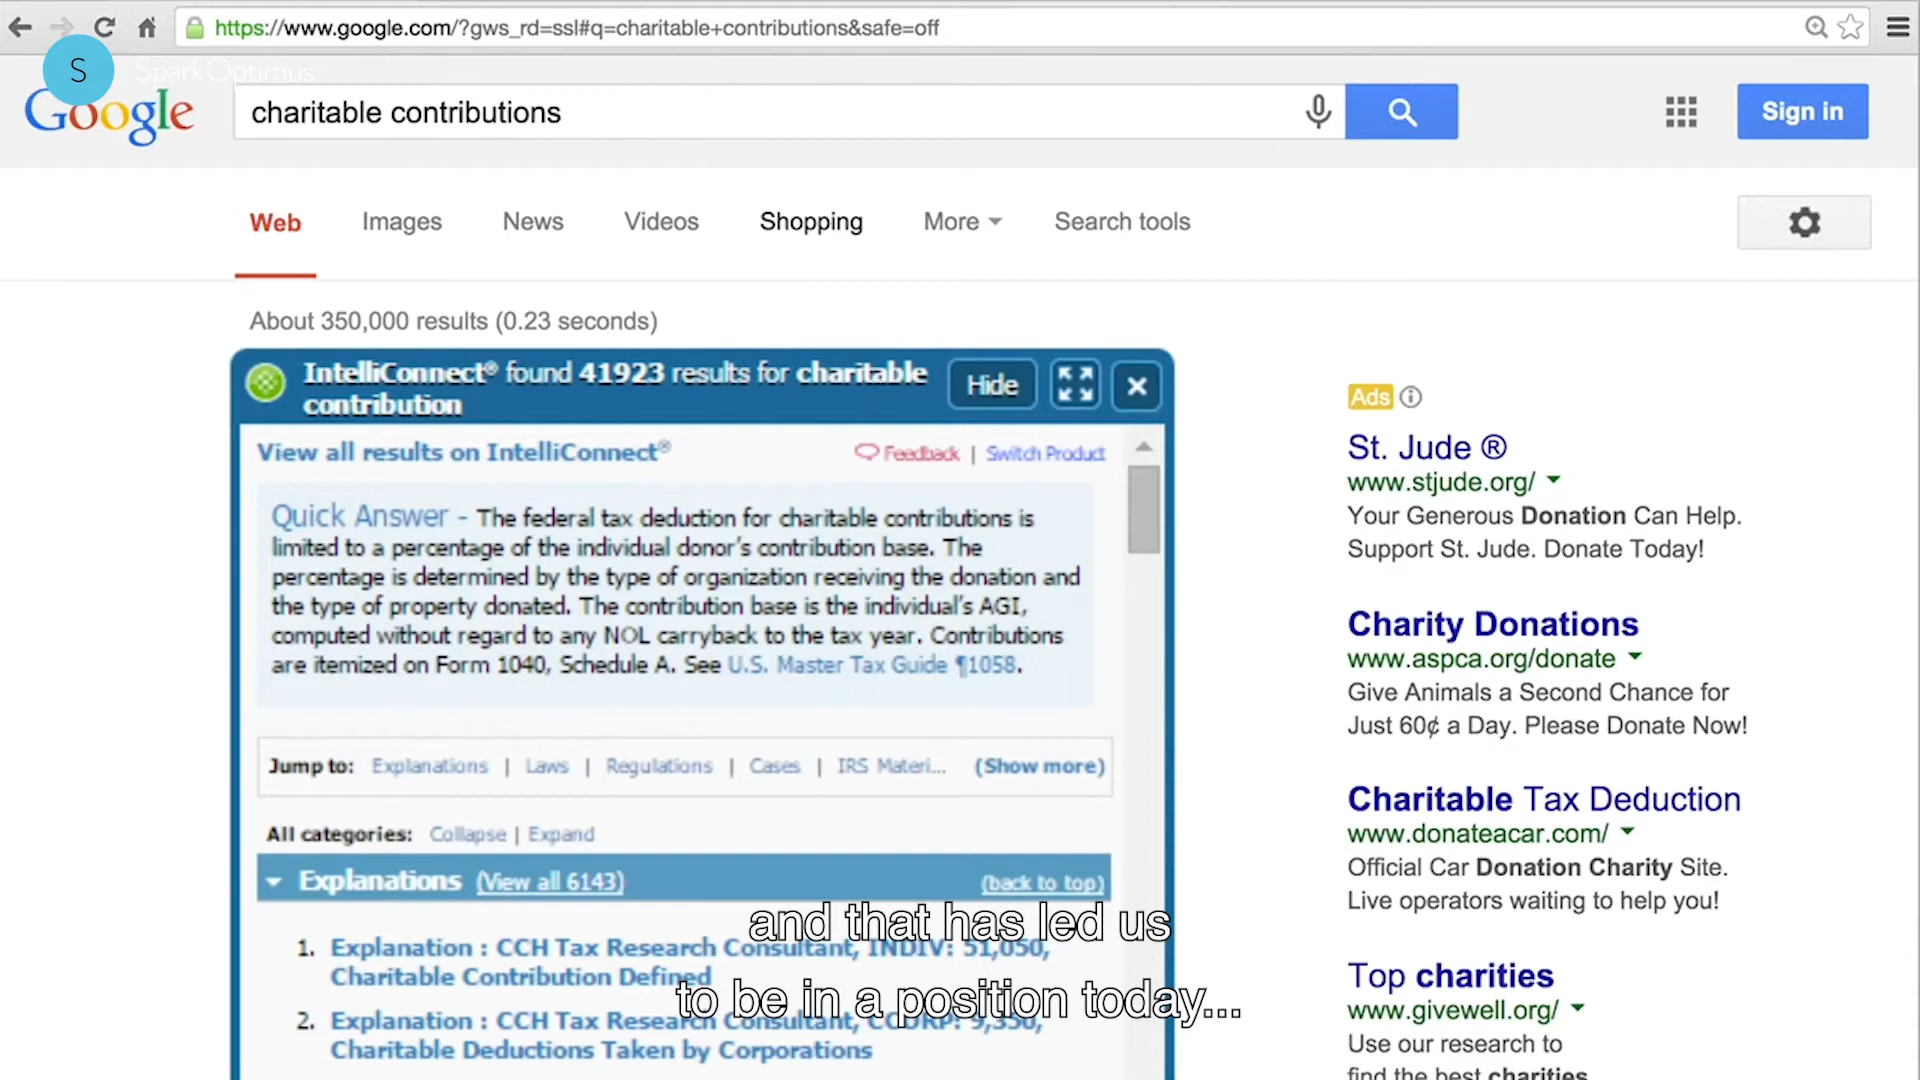 https://www.google.com/?gws_rd=ssl#q=charitable+contributions&safe=off
S SparkOptimus
Google
charitable contributions
Sign in
Web Images News Videos Shopping More Search tools
About 350,000 results (0.23 seconds)
IntelliConnect® found 41923 results for charitable
contribution
Hide
View all results on IntelliConnect®
Feedback | Switch Product
Quick Answer - The federal tax deduction for charitable contributions is
limited to a percentage of the individual donor's contribution base. The
percentage is determined by the type of organization receiving the donation and
the type of property donated. The contribution base is the individual's AGI,
computed without regard to any NOL carryback to the tax year. Contributions
are itemized on Form 1040, Schedule A. See U.S. Master Tax Guide ¶1058.
Jump to: Explanations | Laws | Regulations | Cases | IRS Materi... (Show more)
All categories: Collapse | Expand
Explanations (View all 6143) (back to top)
1. Explanation : CCH Tax Research Consultant, INDIV: 51,050,
Charitable Contribution Defined
2. Explanation : CCH Tax Research Consultant, CCORP: 9,350,
Charitable Deductions Taken by Corporations
Ads
St. Jude ®
www.stjude.org/
Your Generous Donation Can Help.
Support St. Jude. Donate Today!
Charity Donations
www.aspca.org/donate
Give Animals a Second Chance for
Just 60¢ a Day. Please Donate Now!
Charitable Tax Deduction
www.donateacar.com/
Official Car Donation Charity Site.
Live operators waiting to help you!
Top charities
www.givewell.org/
Use our research to
find the best charities
and that has led us
to be in a position today...